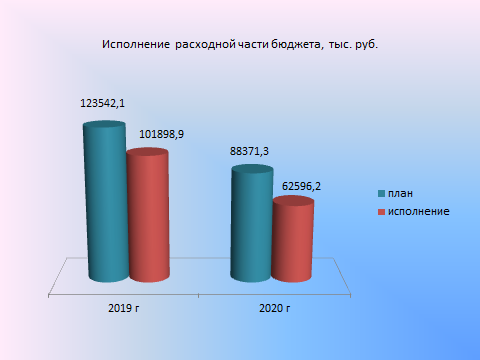 Исполнение расходной части бюджета, тыс. руб.
123542,1
101898,9
88371,3
62596,2
план
исполнение
2019 г
2020 г